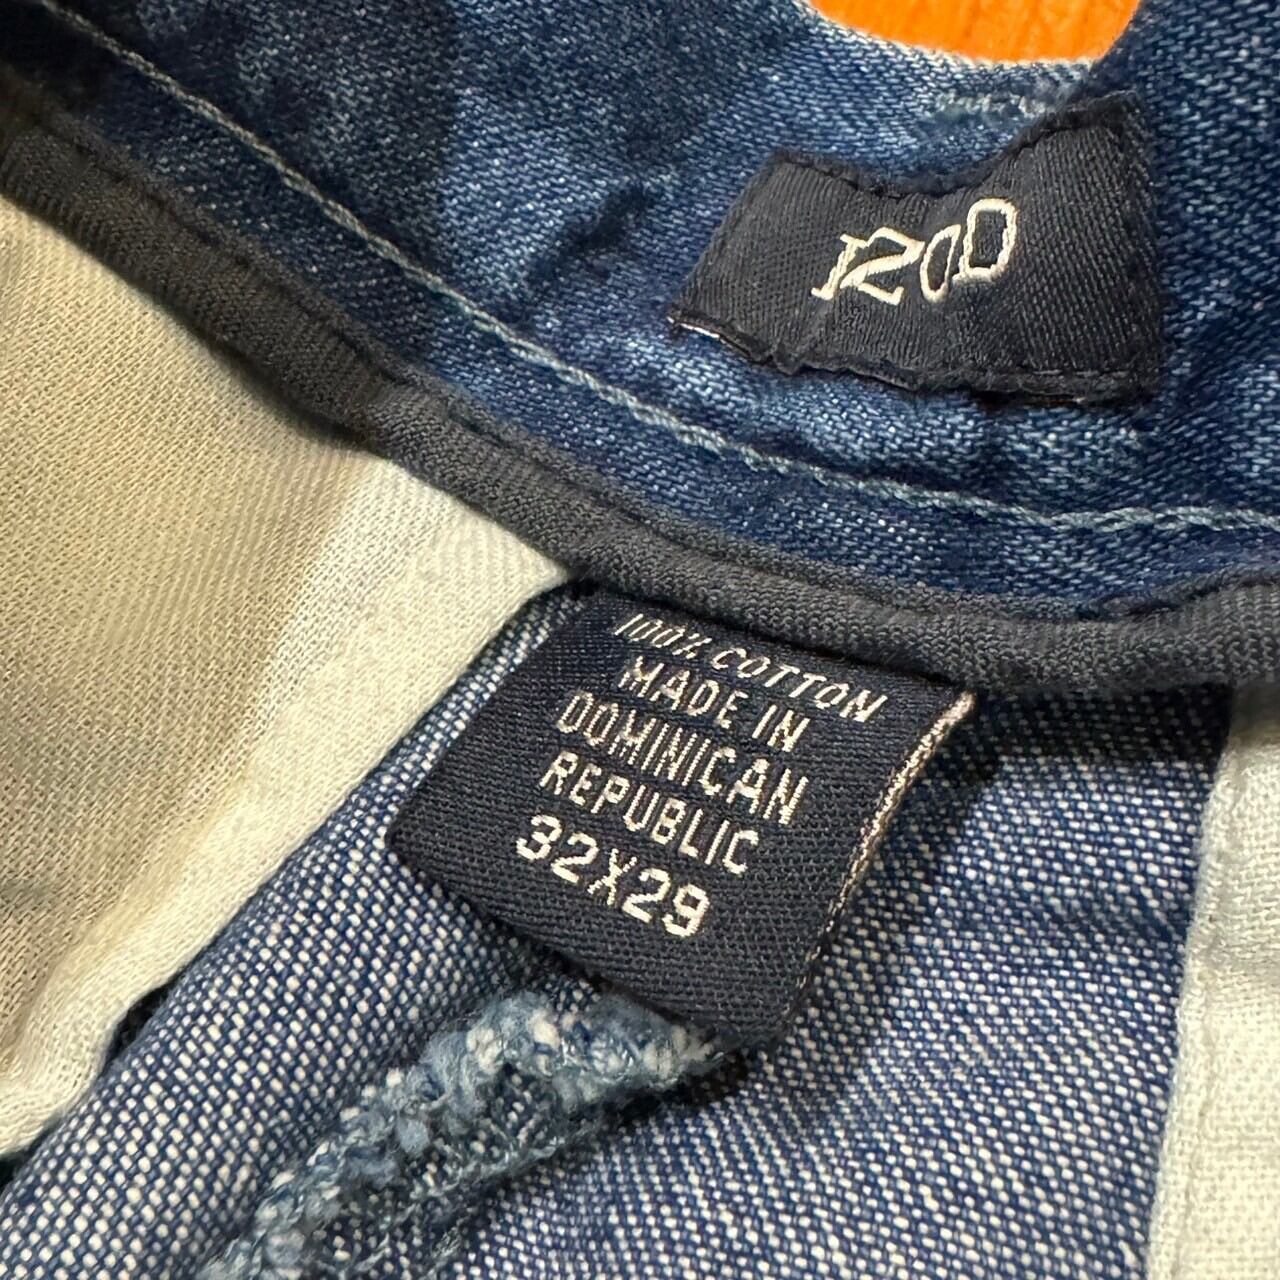 IZOD
100% COTTON
MADE IN
DOMINICAN
REPUBLIC
32X29